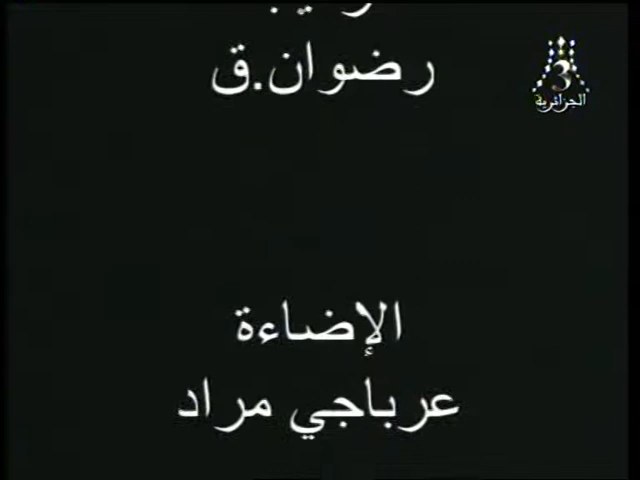 رضوان.ق
3
الجزائرية
الإضاءة
عرباجي مراد